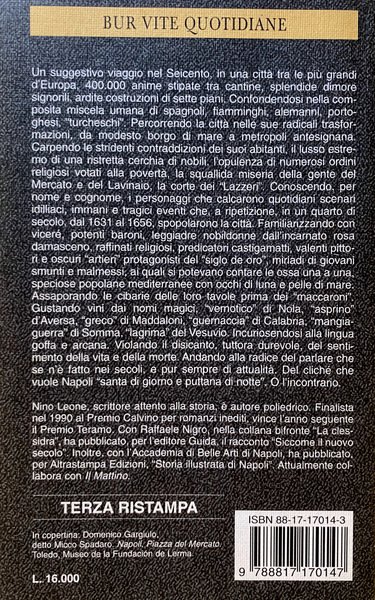 BUR VITE QUOTIDIANE
Un suggestivo viaggio nel Seicento, in una città tra le più grandi
d'Europa, 400.000 anime stipate tra cantine, splendide dimore
signorili, ardite costruzioni di sette piani. Confondendosi nella com-
posita miscela umana di spagnoli, fiamminghi, alemanni, porto-
ghesi, "turcheschi". Percorrendo la città nelle sue radicali trasfor-
mazioni, da modesto borgo di mare a metropoli antesignana.
Carpendo le stridenti contraddizioni dei suoi abitanti, il lusso estre-
mo di una ristretta cerchia di nobili, l'opulenza di numerosi ordini
religiosi votati alla povertà, la squallida miseria della gente del
Mercato e del Lavinaio, la corte dei "Lazzeri". Conoscendo, per
nome e cognome, i personaggi che calcarono quotidiani scenari
idilliaci, immani e tragici eventi che, a ripetizione, in un quarto di
secolo, dal 1631 al 1656, spopolarono la città. Familiarizzando con
viceré, potenti baroni, leggiadre nobildonne dall'incarnato rosa
damasceno, raffinati religiosi, predicatori castigamatti, valenti pitto-
ri e oscuri "artieri" protagonisti del "siglo de oro", miriadi di giovani
smunti e malmessi; ai quali si potevano contare le ossa una a una,
speciose popolane mediterranee con occhi di luna e pelle di mare.
Assaporando le cibarie delle loro tavole prima dei "maccaroni".
Gustando vini dai nomi magici, "vernotico" di Nola, "asprino"
d'Aversa, "greco" di Maddaloni, "guarnaccia" di Calabria, "mangia-
guerra" di Somma, "lagrima" del Vesuvio. Incuriosendosi alla lingua
goffa e arcana. Violando il disincanto, tuttora durevole, del senti-
mento della vita e della morte. Andando alla radice del parlare che
se n'è fatto nei secoli, e pur sempre di attualità. Del cliché che
vuole Napoli "santa di giorno e puttana di notte". O l'incontrario.
Nino Leone, scrittore attento alla storia, è autore poliedrico. Finalista
nel 1990 al Premio Calvino per romanzi inediti, vince l'anno seguente
il Premio Teramo. Con Raffaele Nigro, nella collana bifronte "La cles-
sidra", ha pubblicato, per l'editore Guida, il racconto "Siccome il nuovo
secolo". Inoltre, con l'Accademia di Belle Arti di Napoli, ha pubblicato,
per Altrastampa Edizioni, "Storia illustrata di Napoli". Attualmente col-
labora con Il Mattino.
TERZA RISTAMPA
In copertina: Domenico Gargiulo,
detto Micco Spadaro, Napoli, Piazza del Mercato.
Toledo, Museo de la Fundación de Lerma.
L. 16.000
ISBN 88-17-17014-3
9 788817 170147